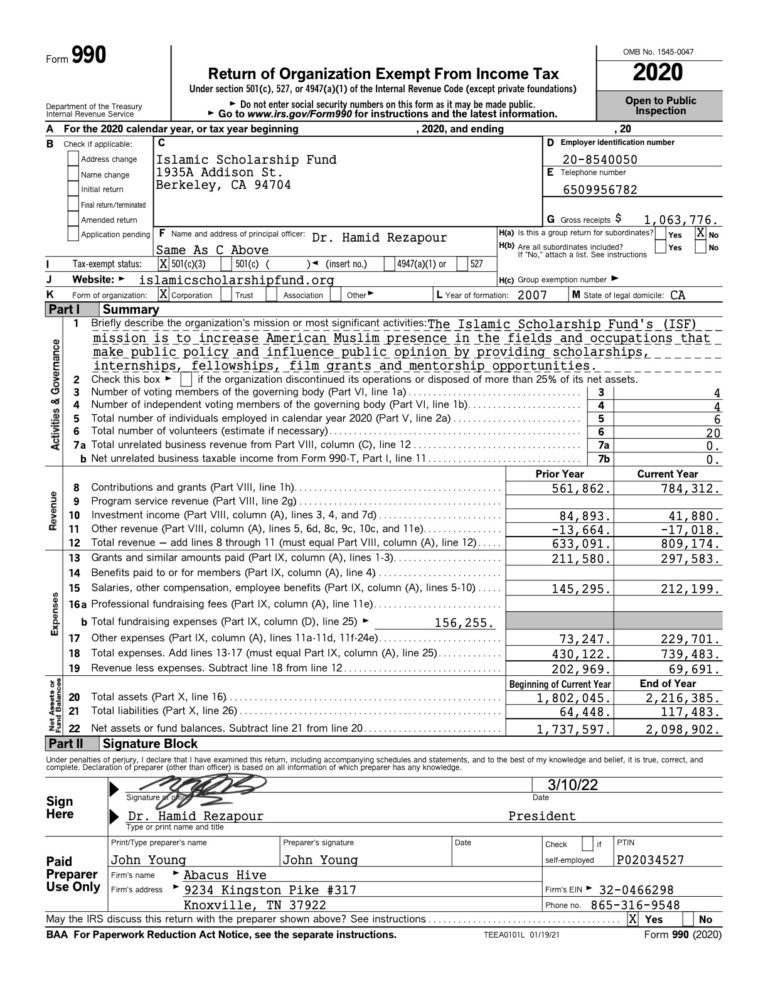 Form 990
OMB No. 1545-0047
Return of Organization Exempt From Income Tax
2020
Under section 501(c), 527, or 4947(a)(1) of the Internal Revenue Code (except private foundations)
Department of the Treasury
Internal Revenue Service
► Do not enter social security numbers on this form as it may be made public.
► Go to www.irs.gov/Form990 for instructions and the latest information.
Open to Public Inspection
A For the 2020 calendar year, or tax year beginning , 2020, and ending , 20
B Check if applicable:
Address change
Name change
Initial return
Final return/terminated
Amended return
Application pending
C
Islamic Scholarship Fund
1935A Addison St.
Berkeley, CA 94704
D Employer identification number
20-8540050
E Telephone number
6509956782
G Gross receipts $ 1,063,776.
F Name and address of principal officer: Dr. Hamid Rezapour
Same As C Above
H(a) Is this a group return for subordinates? Yes X No
H(b) Are all subordinates included? Yes No
If "No," attach a list. See instructions
I Tax-exempt status: X 501(c)(3) 501(c) ( )◄ (insert no.) 4947(a)(1) or 527
J Website: ► islamicscholarshipfund.org
H(c) Group exemption number ►
K Form of organization: X Corporation Trust Association Other►
L Year of formation: 2007 M State of legal domicile: CA
Part I Summary
Activities & Governance
1 Briefly describe the organization's mission or most significant activities: The Islamic Scholarship Fund's (ISF)
mission is to increase American Muslim presence in the fields and occupations that
make public policy and influence public opinion by providing scholarships,
internships, fellowships, film grants and mentorship opportunities.
2 Check this box ► if the organization discontinued its operations or disposed of more than 25% of its net assets.
3 Number of voting members of the governing body (Part VI, line 1a) 3 4
4 Number of independent voting members of the governing body (Part VI, line 1b) 4 4
5 Total number of individuals employed in calendar year 2020 (Part V, line 2a) 5 6
6 Total number of volunteers (estimate if necessary) 6 20
7a Total unrelated business revenue from Part VIII, column (C), line 12 7a 0.
b Net unrelated business taxable income from Form 990-T, Part I, line 11 7b 0.
Prior Year Current Year
Revenue
8 Contributions and grants (Part VIII, line 1h) 561,862. 784,312.
9 Program service revenue (Part VIII, line 2g)
10 Investment income (Part VIII, column (A), lines 3, 4, and 7d) 84,893. 41,880.
11 Other revenue (Part VIII, column (A), lines 5, 6d, 8c, 9c, 10c, and 11e) -13,664. -17,018.
12 Total revenue — add lines 8 through 11 (must equal Part VIII, column (A), line 12) 633,091. 809,174.
Expenses
13 Grants and similar amounts paid (Part IX, column (A), lines 1-3) 211,580. 297,583.
14 Benefits paid to or for members (Part IX, column (A), line 4)
15 Salaries, other compensation, employee benefits (Part IX, column (A), lines 5-10) 145,295. 212,199.
16a Professional fundraising fees (Part IX, column (A), line 11e)
b Total fundraising expenses (Part IX, column (D), line 25) ► 156,255.
17 Other expenses (Part IX, column (A), lines 11a-11d, 11f-24e) 73,247. 229,701.
18 Total expenses. Add lines 13-17 (must equal Part IX, column (A), line 25) 430,122. 739,483.
19 Revenue less expenses. Subtract line 18 from line 12 202,969. 69,691.
Net Assets or Fund Balances
Beginning of Current Year End of Year
20 Total assets (Part X, line 16) 1,802,045. 2,216,385.
21 Total liabilities (Part X, line 26) 64,448. 117,483.
22 Net assets or fund balances. Subtract line 21 from line 20 1,737,597. 2,098,902.
Part II Signature Block
Under penalties of perjury, I declare that I have examined this return, including accompanying schedules and statements, and to the best of my knowledge and belief, it is true, correct, and
complete. Declaration of preparer (other than officer) is based on all information of which preparer has any knowledge.
Sign Here
3/10/22
Signature of Date
Dr. Hamid Rezapour President
Type or print name and title
Paid Preparer Use Only
Print/Type preparer's name Preparer's signature Date Check if PTIN
John Young John Young self-employed P02034527
Firm's name ► Abacus Hive
Firm's address ► 9234 Kingston Pike #317 Firm's EIN ► 32-0466298
Knoxville, TN 37922 Phone no. 865-316-9548
May the IRS discuss this return with the preparer shown above? See instructions X Yes No
BAA For Paperwork Reduction Act Notice, see the separate instructions. TEEA0101L 01/19/21 Form 990 (2020)